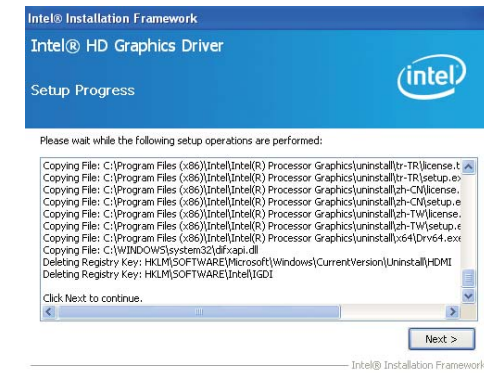 Intel® Installation Framework
Intel® HD Graphics Driver
Setup Progress
(intel)
Please wait while the following setup operations are performed:
Copying File: C:\Program Files (x86)\Intel\Intel(R) Processor Graphics\uninstall\tr-TR\license.t
Copying File: C:\Program Files (x86)\Intel\Intel(R) Processor Graphics\uninstall\tr-TR\setup.ex
Copying File: C:\Program Files (x86)\Intel\Intel(R) Processor Graphics\uninstall\zh-CN\license.
Copying File: C:\Program Files (x86)\Intel\Intel(R) Processor Graphics\uninstall\zh-CN\setup.e
Copying File: C:\Program Files (x86)\Intel\Intel(R) Processor Graphics\uninstall\zh-TW\license.
Copying File: C:\Program Files (x86)\Intel\Intel(R) Processor Graphics\uninstall\zh-TW\setup.e
Copying File: C:\Program Files (x86)\Intel\Intel(R) Processor Graphics\uninstall\x64\Drv64.exe
Copying File: C:\WINDOWS\system32\difxapi.dll
Deleting Registry Key: HKLM\SOFTWARE\Microsoft\Windows\CurrentVersion\Uninstall\HDMI
Deleting Registry Key: HKLM\SOFTWARE\Intel\IGDI
Click Next to continue.
Next >
Intel® Installation Framework